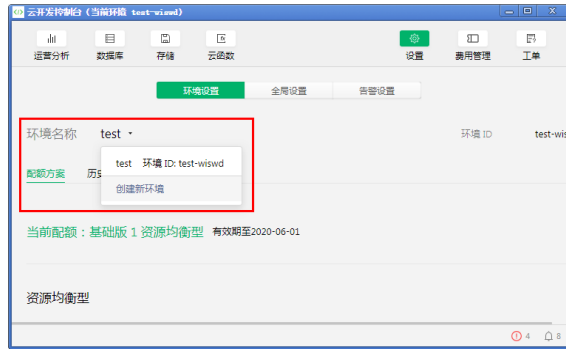 云开发控制台（当前环境 test-wiswd）
运营分析 数据库 存储 云函数 设置 费用管理 工单
环境设置 全局设置 告警设置
环境名称 test 环境 ID test-wis
test 环境 ID: test-wiswd
配额方案
创建新环境
当前配额：基础版 1 资源均衡型 有效期至2020-06-01
资源均衡型
4 8